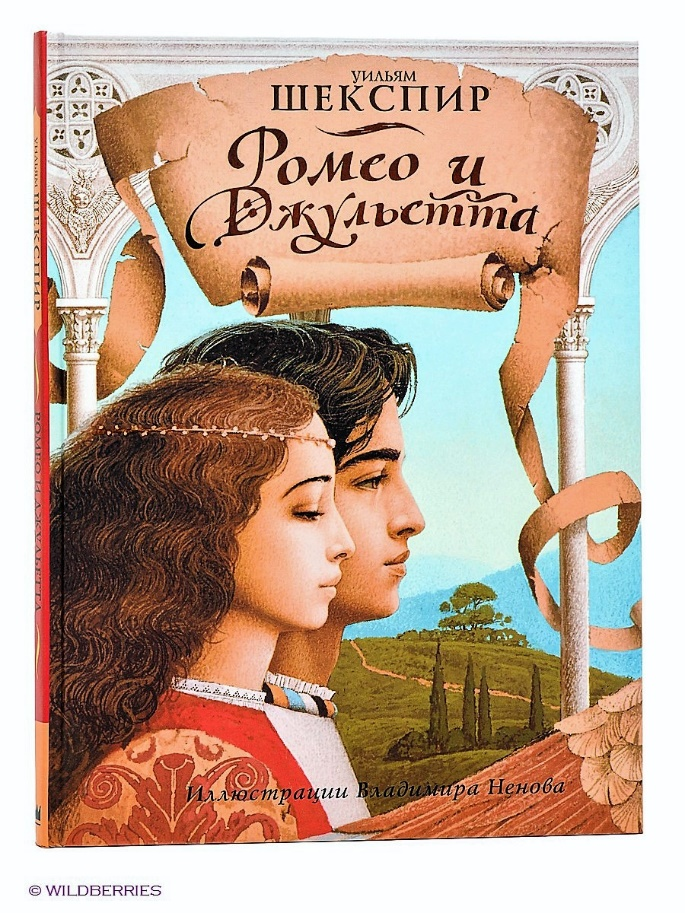 УИЛЬЯМ
ШЕКСПИР
Ромео и
Джульетта
Иллюстрации Владимира Ненова
УИЛЬЯМ ШЕКСПИР
РОМЕО И ДЖУЛЬЕТТА
© WILDBERRIES